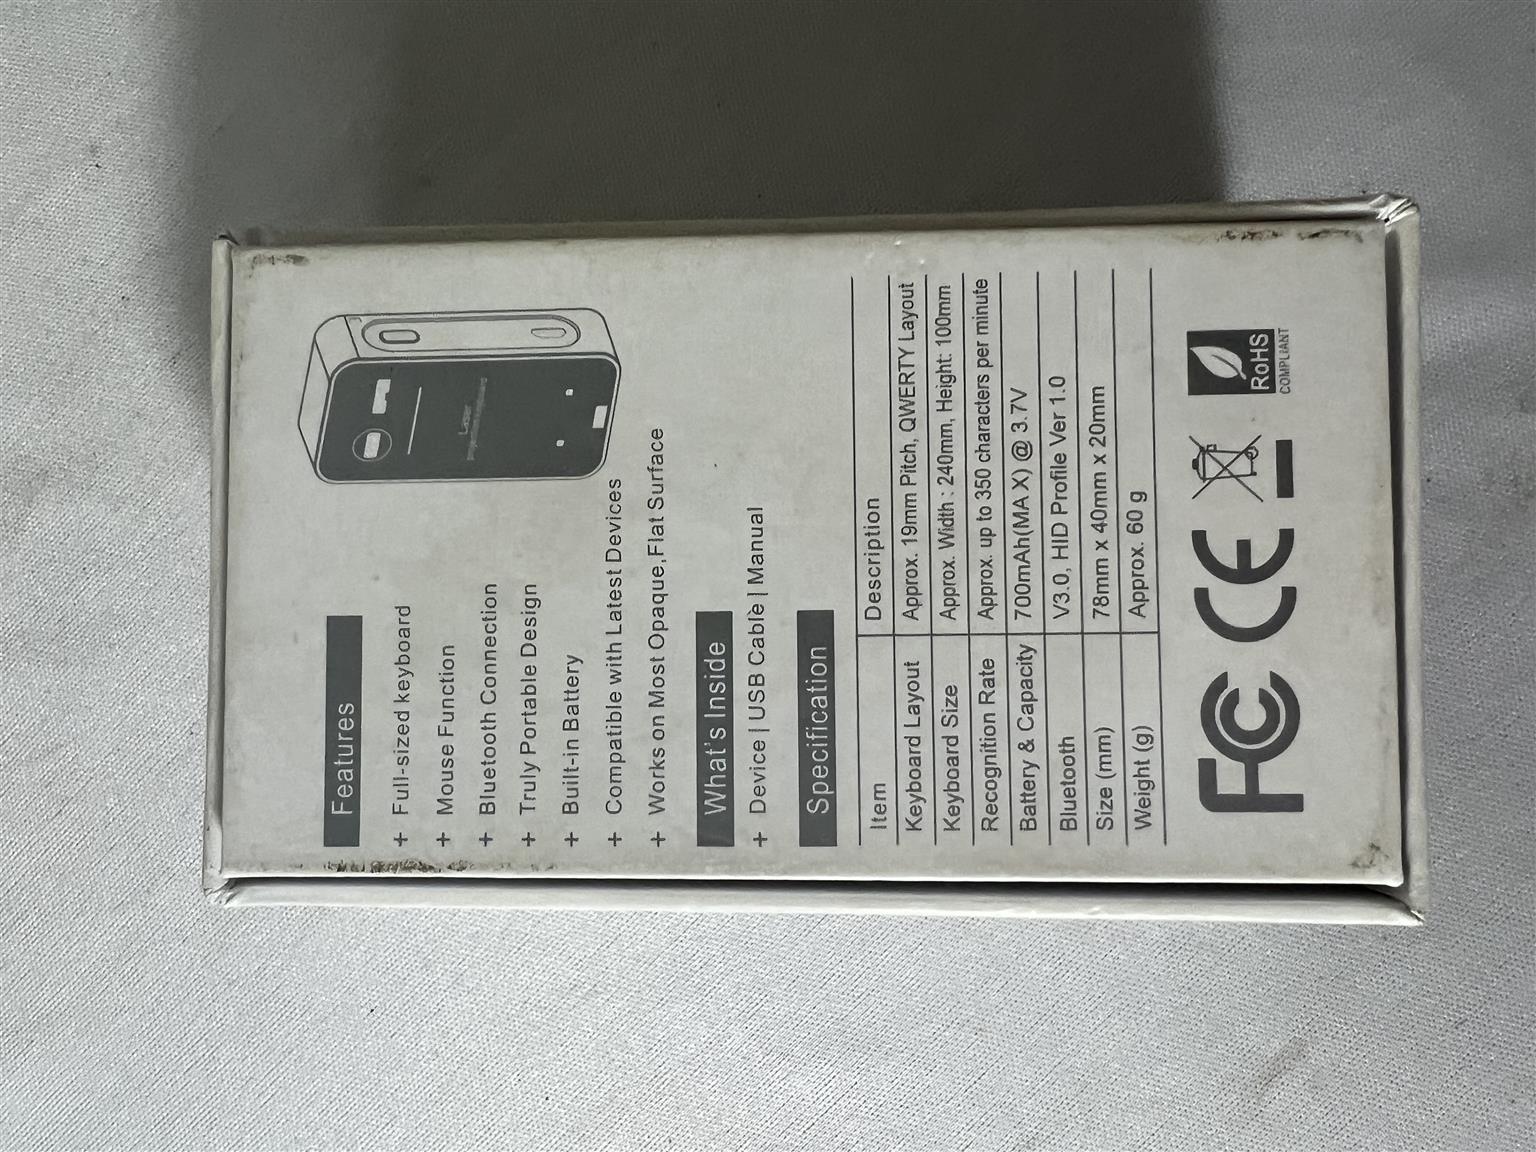 Laser
Features
+ Full-sized keyboard
+ Mouse Function
+ Bluetooth Connection
+ Truly Portable Design
+ Built-in Battery
+ Compatible with Latest Devices
+ Works on Most Opaque,Flat Surface
What's Inside
+ Device | USB Cable | Manual
Specification
Item Description
Keyboard Layout Approx. 19mm Pitch, QWERTY Layout
Keyboard Size Approx. Width : 240mm, Height: 100mm
Recognition Rate Approx. up to 350 characters per minute
Battery & Capacity 700mAh(MA X) @ 3.7V
Bluetooth V3.0, HID Profile Ver 1.0
Size (mm) 78mm x 40mm x 20mm
Weight (g) Approx. 60 g
FC CE RoHS
COMPLIANT